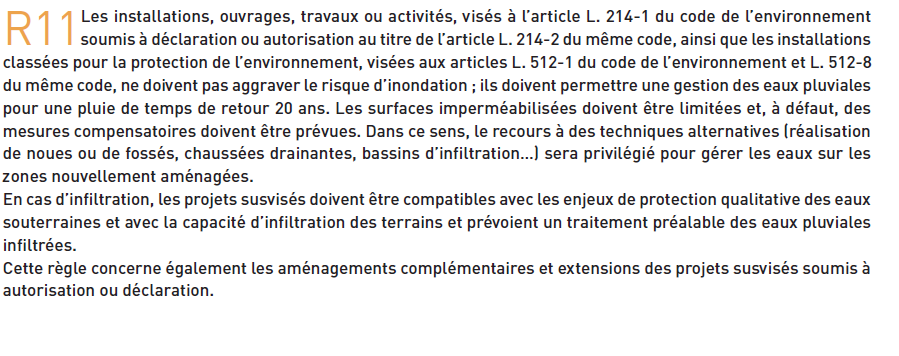 R11 Les installations, ouvrages, travaux ou activités, visés à l'article L. 214-1 du code de l'environnement
soumis à déclaration ou autorisation au titre de l'article L. 214-2 du même code, ainsi que les installations
classées pour la protection de l'environnement, visées aux articles L. 512-1 du code de l'environnement et L. 512-8
du même code, ne doivent pas aggraver le risque d'inondation ; ils doivent permettre une gestion des eaux pluviales
pour une pluie de temps de retour 20 ans. Les surfaces imperméabilisées doivent être limitées et, à défaut, des
mesures compensatoires doivent être prévues. Dans ce sens, le recours à des techniques alternatives (réalisation
de noues ou de fossés, chaussées drainantes, bassins d'infiltration...) sera privilégié pour gérer les eaux sur les
zones nouvellement aménagées.
En cas d'infiltration, les projets susvisés doivent être compatibles avec les enjeux de protection qualitative des eaux
souterraines et avec la capacité d'infiltration des terrains et prévoient un traitement préalable des eaux pluviales
infiltrées.
Cette règle concerne également les aménagements complémentaires et extensions des projets susvisés soumis à
autorisation ou déclaration.